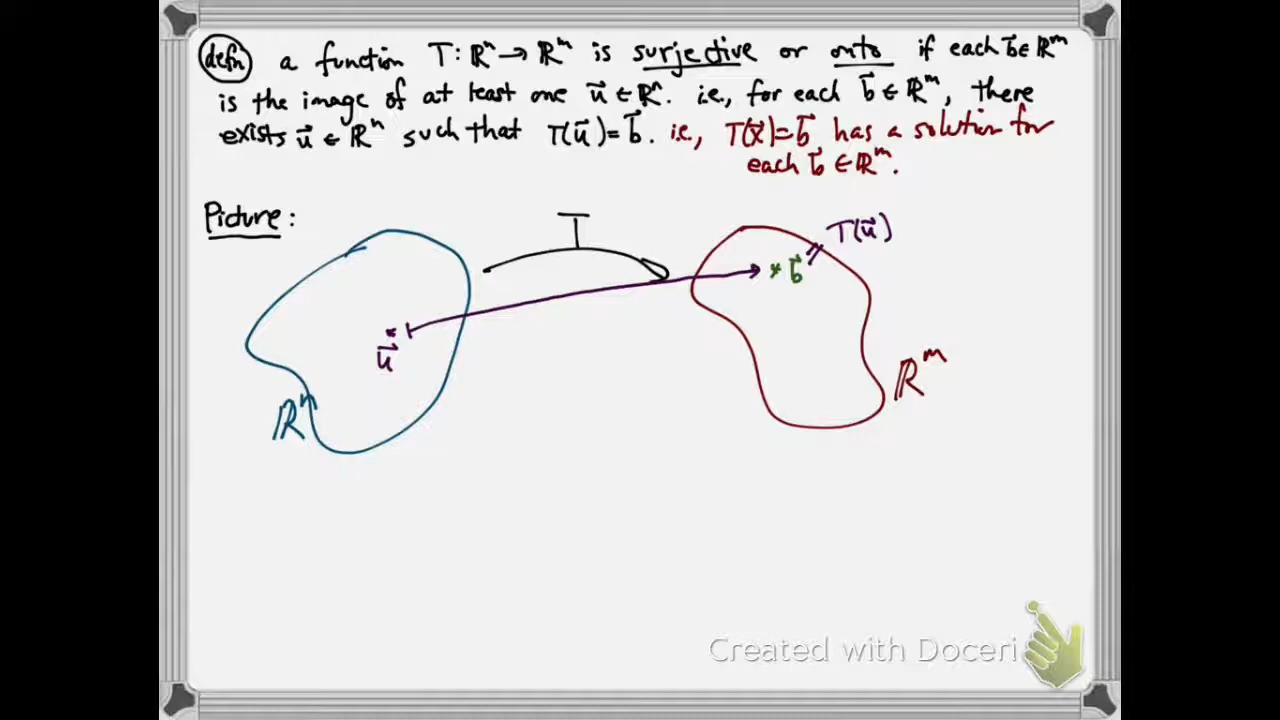 defn a function T: ℝⁿ → ℝᵐ is surjective or onto if each b⃗ ∈ ℝᵐ
is the image of at least one u⃗ ∈ ℝⁿ. i.e., for each b⃗ ∈ ℝᵐ, there
exists u⃗ ∈ ℝⁿ such that T(u⃗) = b⃗. i.e., T(x⃗) = b⃗ has a solution for
each b⃗ ∈ ℝᵐ.
Picture:
T
T(u⃗)
=
b⃗
u⃗
ℝⁿ
ℝᵐ
Created with Doceri